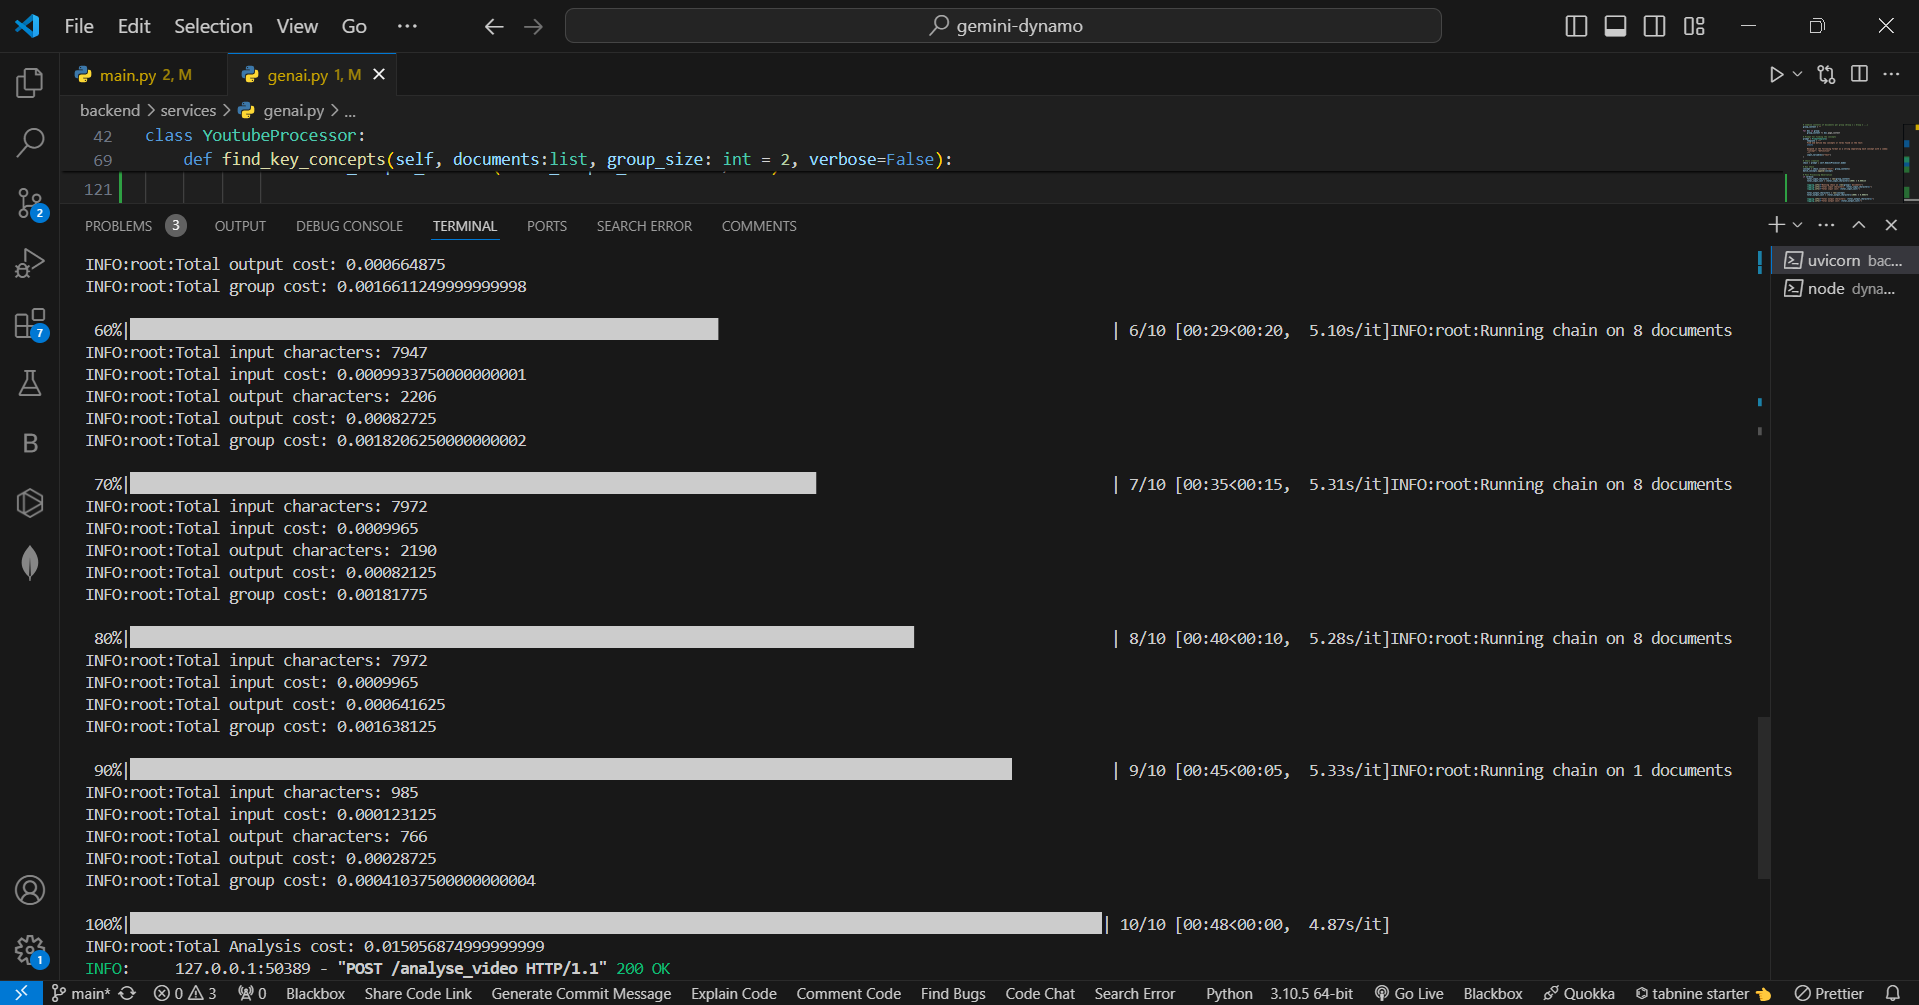 File Edit Selection View Go ··· gemini-dynamo
main.py 2, M genai.py 1, M
backend > services > genai.py > ...
42 class YoutubeProcessor:
69 def find_key_concepts(self, documents:list, group_size: int = 2, verbose=False):
121
PROBLEMS 3 OUTPUT DEBUG CONSOLE TERMINAL PORTS SEARCH ERROR COMMENTS
uvicorn bac...
node dyna...
INFO:root:Total output cost: 0.000664875
INFO:root:Total group cost: 0.0016611249999999998
60%| | 6/10 [00:29<00:20, 5.10s/it]INFO:root:Running chain on 8 documents
INFO:root:Total input characters: 7947
INFO:root:Total input cost: 0.0009933750000000001
INFO:root:Total output characters: 2206
INFO:root:Total output cost: 0.00082725
INFO:root:Total group cost: 0.0018206250000000002
70%| | 7/10 [00:35<00:15, 5.31s/it]INFO:root:Running chain on 8 documents
INFO:root:Total input characters: 7972
INFO:root:Total input cost: 0.0009965
INFO:root:Total output characters: 2190
INFO:root:Total output cost: 0.00082125
INFO:root:Total group cost: 0.00181775
80%| | 8/10 [00:40<00:10, 5.28s/it]INFO:root:Running chain on 8 documents
INFO:root:Total input characters: 7972
INFO:root:Total input cost: 0.0009965
INFO:root:Total output cost: 0.000641625
INFO:root:Total group cost: 0.001638125
90%| | 9/10 [00:45<00:05, 5.33s/it]INFO:root:Running chain on 1 documents
INFO:root:Total input characters: 985
INFO:root:Total input cost: 0.000123125
INFO:root:Total output characters: 766
INFO:root:Total output cost: 0.00028725
INFO:root:Total group cost: 0.00041037500000000004
100%| | 10/10 [00:48<00:00, 4.87s/it]
INFO:root:Total Analysis cost: 0.015056874999999999
INFO: 127.0.0.1:50389 - "POST /analyse_video HTTP/1.1" 200 OK
2
7
B
1
main* 0 3 0 Blackbox Share Code Link Generate Commit Message Explain Code Comment Code Find Bugs Code Chat Search Error Python 3.10.5 64-bit Go Live Blackbox Quokka tabnine starter Prettier